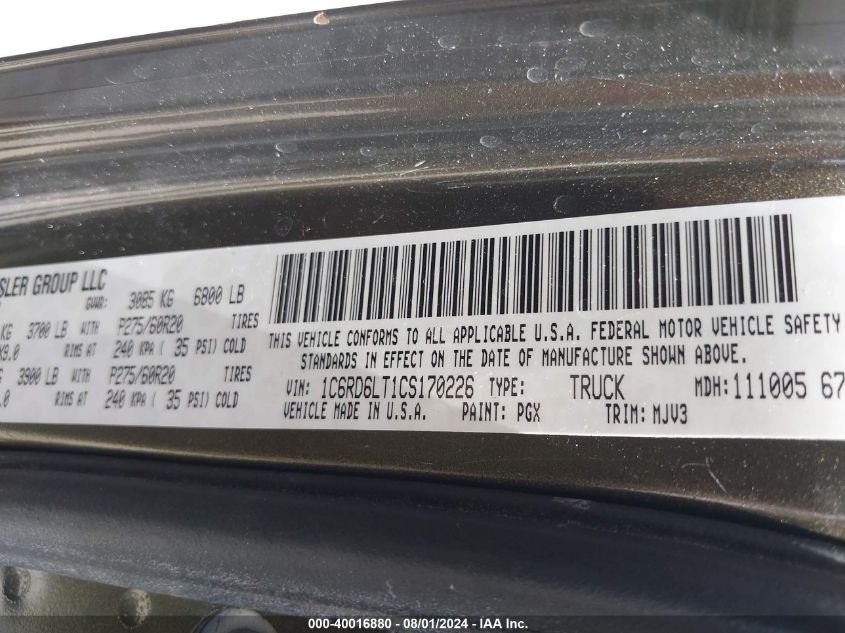 SLER GROUP LLC
GVWR: 3085 KG 6800 LB
KG 3700 LB WITH P275/60R20 TIRES
X9.0 RIMS AT 240 KPA ( 35 PSI) COLD
3900 LB WITH P275/60R20 TIRES
.0 RIMS AT 240 KPA ( 35 PSI) COLD
THIS VEHICLE CONFORMS TO ALL APPLICABLE U.S.A. FEDERAL MOTOR VEHICLE SAFETY
STANDARDS IN EFFECT ON THE DATE OF MANUFACTURE SHOWN ABOVE.
VIN: 1C6RD6LT1CS170226 TYPE: TRUCK MDH: 111005 67
VEHICLE MADE IN U.S.A. PAINT: PGX TRIM: MJV3
000-40016880 - 08/01/2024 - IAA Inc.